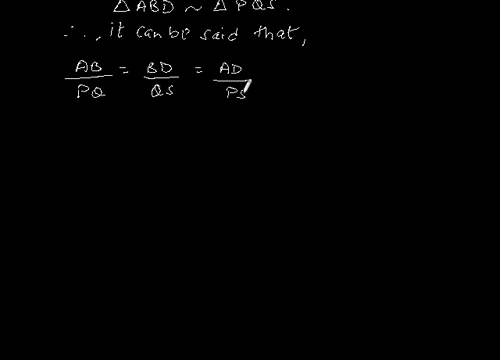 △ ABD ~ △ PQS.
∴, it can be said that,
AB/PQ = BD/QS = AD/PS